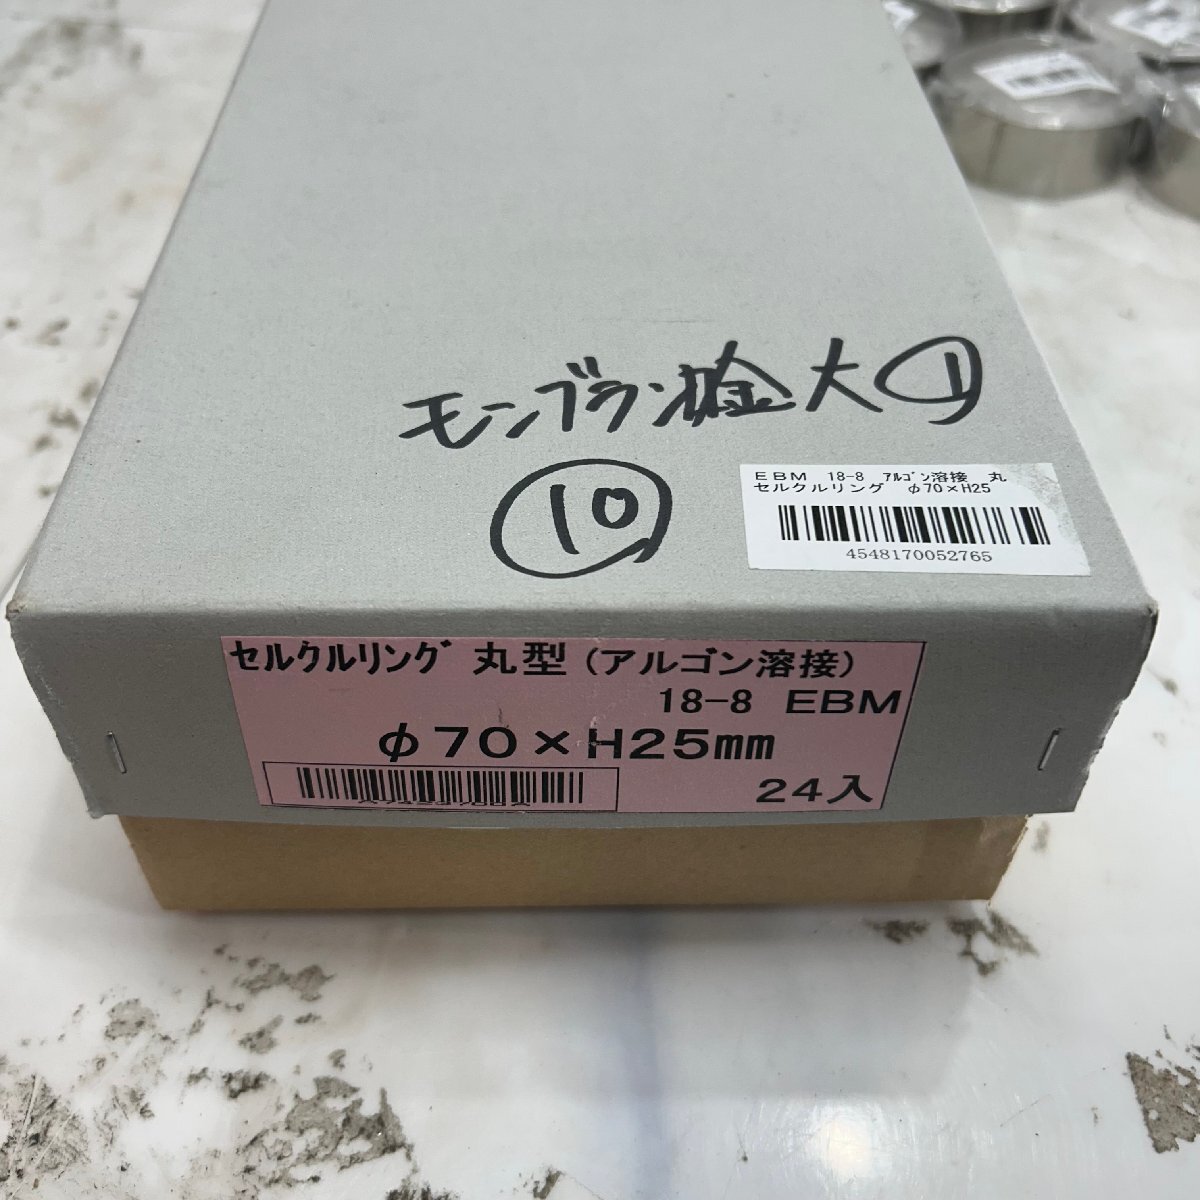 モンブラン 大 ①
⑩
EBM 18-8 ｱﾙｺﾞﾝ溶接 丸
セルクルリング φ70×H25
4548170052765
ｾﾙｸﾙﾘﾝｸﾞ 丸型 (アルゴン溶接)
18-8 EBM
φ70×H25mm
24入